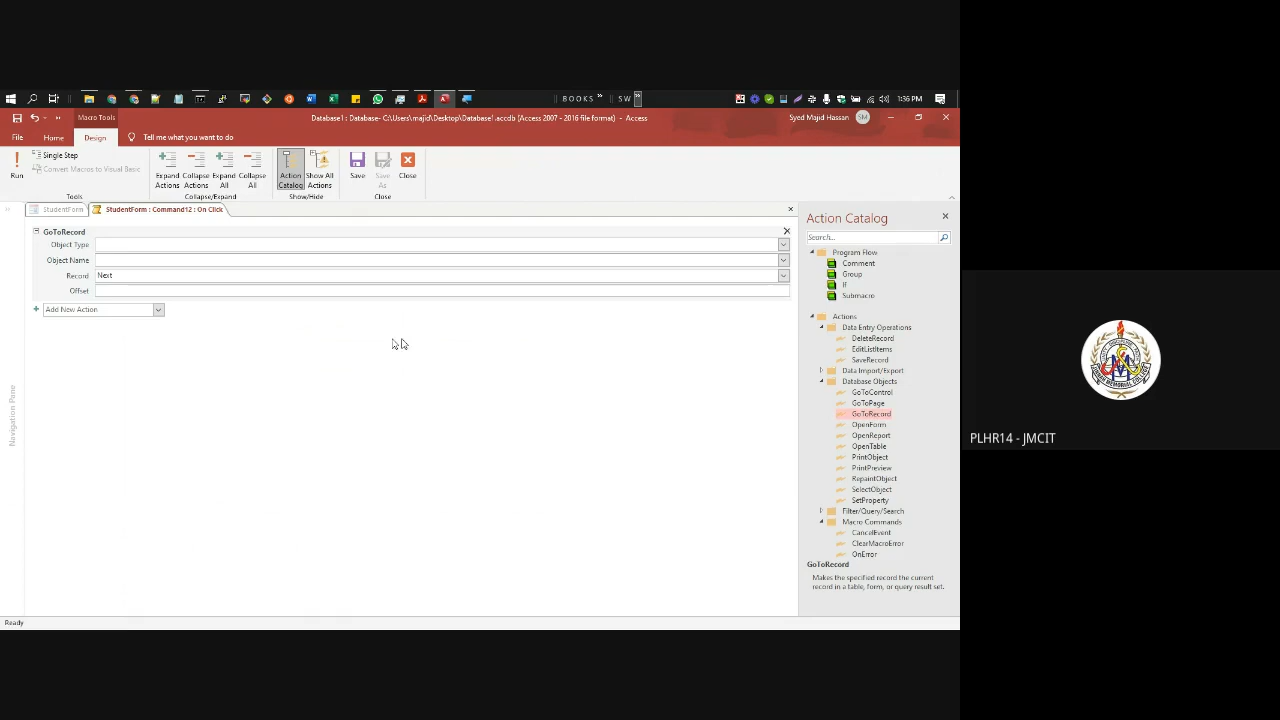 BOOKS
SW
1:36 PM
Macro Tools
Database1 : Database- C:\Users\majid\Desktop\Database1.accdb (Access 2007 - 2016 file format) - Access
Syed Majid Hassan
SM
File
Home
Design
Tell me what you want to do
Run
Single Step
Convert Macros to Visual Basic
Expand Actions
Collapse Actions
Expand All
Collapse All
Action Catalog
Show All Actions
Save
Save As
Close
Tools
Collapse/Expand
Show/Hide
Close
StudentForm
StudentForm : Command12 : On Click
GoToRecord
Object Type
Object Name
Record Next
Offset
Add New Action
Navigation Pane
Action Catalog
Search...
Program Flow
Comment
Group
If
Submacro
Actions
Data Entry Operations
DeleteRecord
EditListItems
SaveRecord
Data Import/Export
Database Objects
GoToControl
GoToPage
GoToRecord
OpenForm
OpenReport
OpenTable
PrintObject
PrintPreview
RepaintObject
SelectObject
SetProperty
Filter/Query/Search
Macro Commands
CancelEvent
ClearMacroError
OnError
GoToRecord
Makes the specified record the current
record in a table, form, or query result set.
Ready
PLHR14 - JMCIT